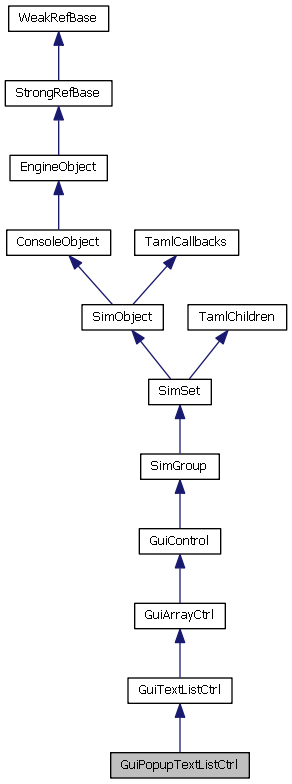 WeakRefBase
StrongRefBase
EngineObject
ConsoleObject
TamlCallbacks
SimObject
TamlChildren
SimSet
SimGroup
GuiControl
GuiArrayCtrl
GuiTextListCtrl
GuiPopupTextListCtrl